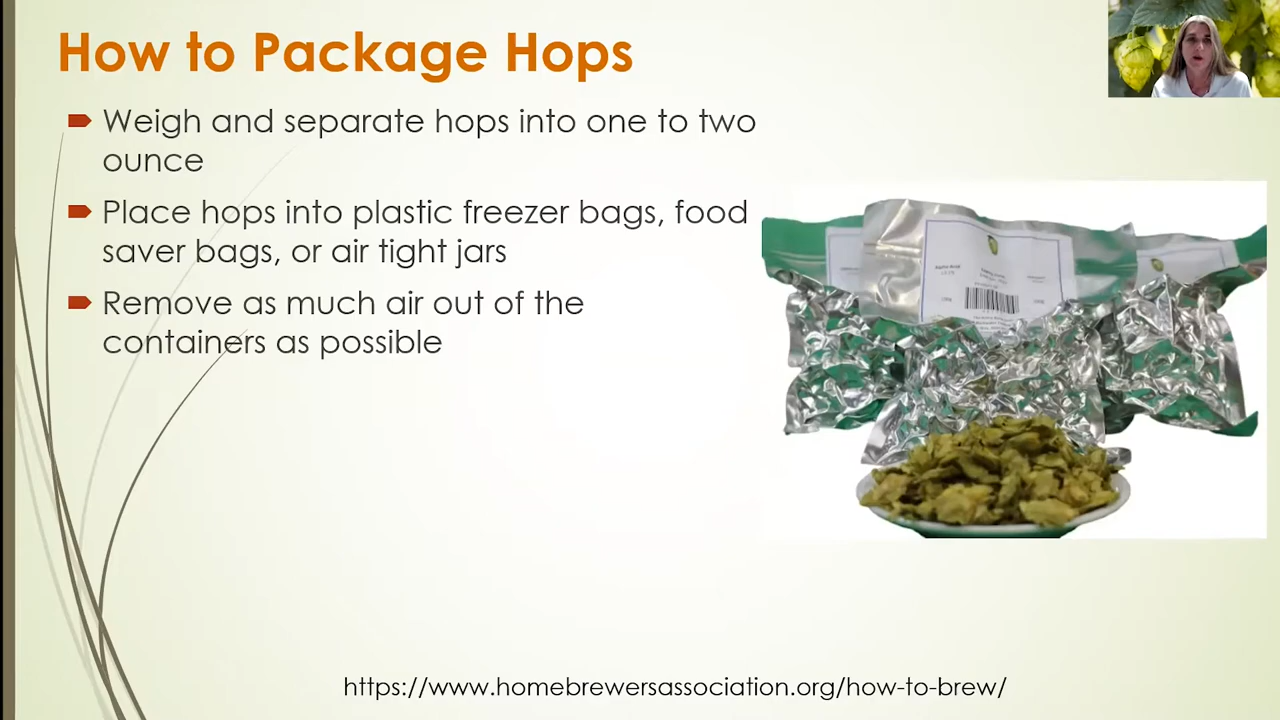 How to Package Hops
Weigh and separate hops into one to two
ounce
Place hops into plastic freezer bags, food
saver bags, or air tight jars
Remove as much air out of the
containers as possible
https://www.homebrewersassociation.org/how-to-brew/